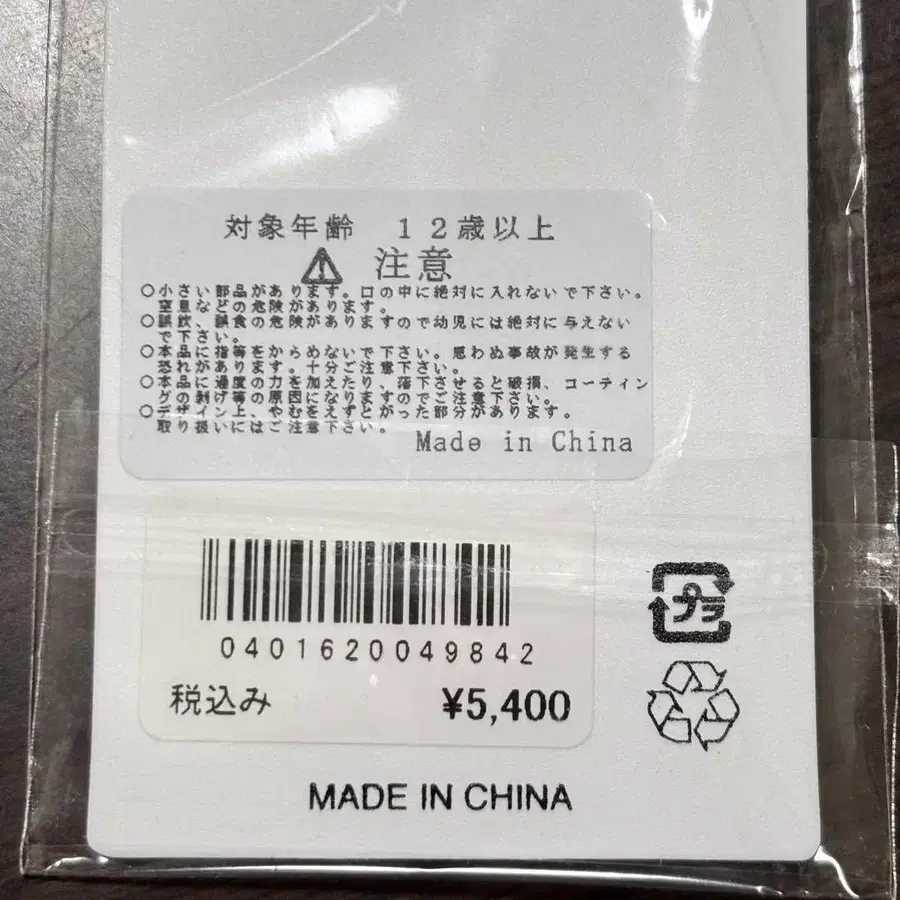 対象年齢　12歳以上
注意
○小さい部品があります。口の中に絶対に入れないで下さい。
窒息などの危険があります。
○誤飲、誤食の危険がありますので幼児には絶対に与えない
で下さい。
○本品に指等をからめないで下さい。思わぬ事故が発生する
恐れがあります。十分ご注意下さい。
○本品に過度の力を加えたり、落下させると破損、コーティン
グの剥げ等の原因になりますのでご注意下さい。
○デザイン上、やむをえずとがった部分があります。
取り扱いにはご注意下さい。
Made in China
0401620049842
税込み ¥5,400
プラ
MADE IN CHINA